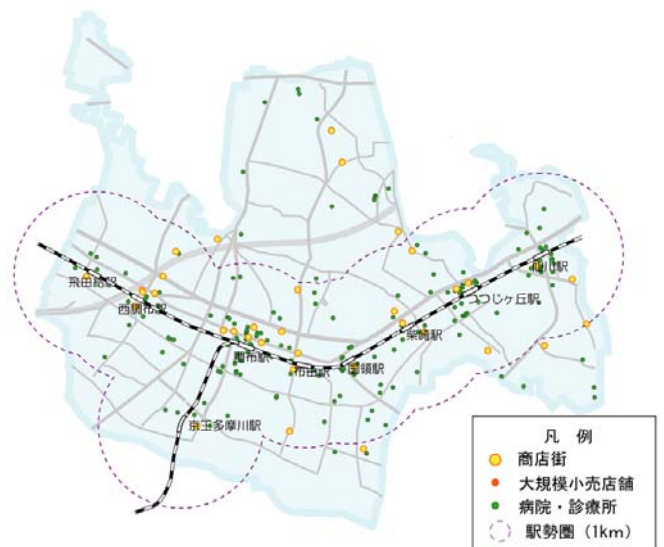 飛田給駅
西調布駅
調布駅
京王多摩川駅
布田駅
国領駅
柴崎駅
つつじヶ丘駅
仙川駅
凡 例
商店街
大規模小売店舗
病院・診療所
駅勢圏（1km）